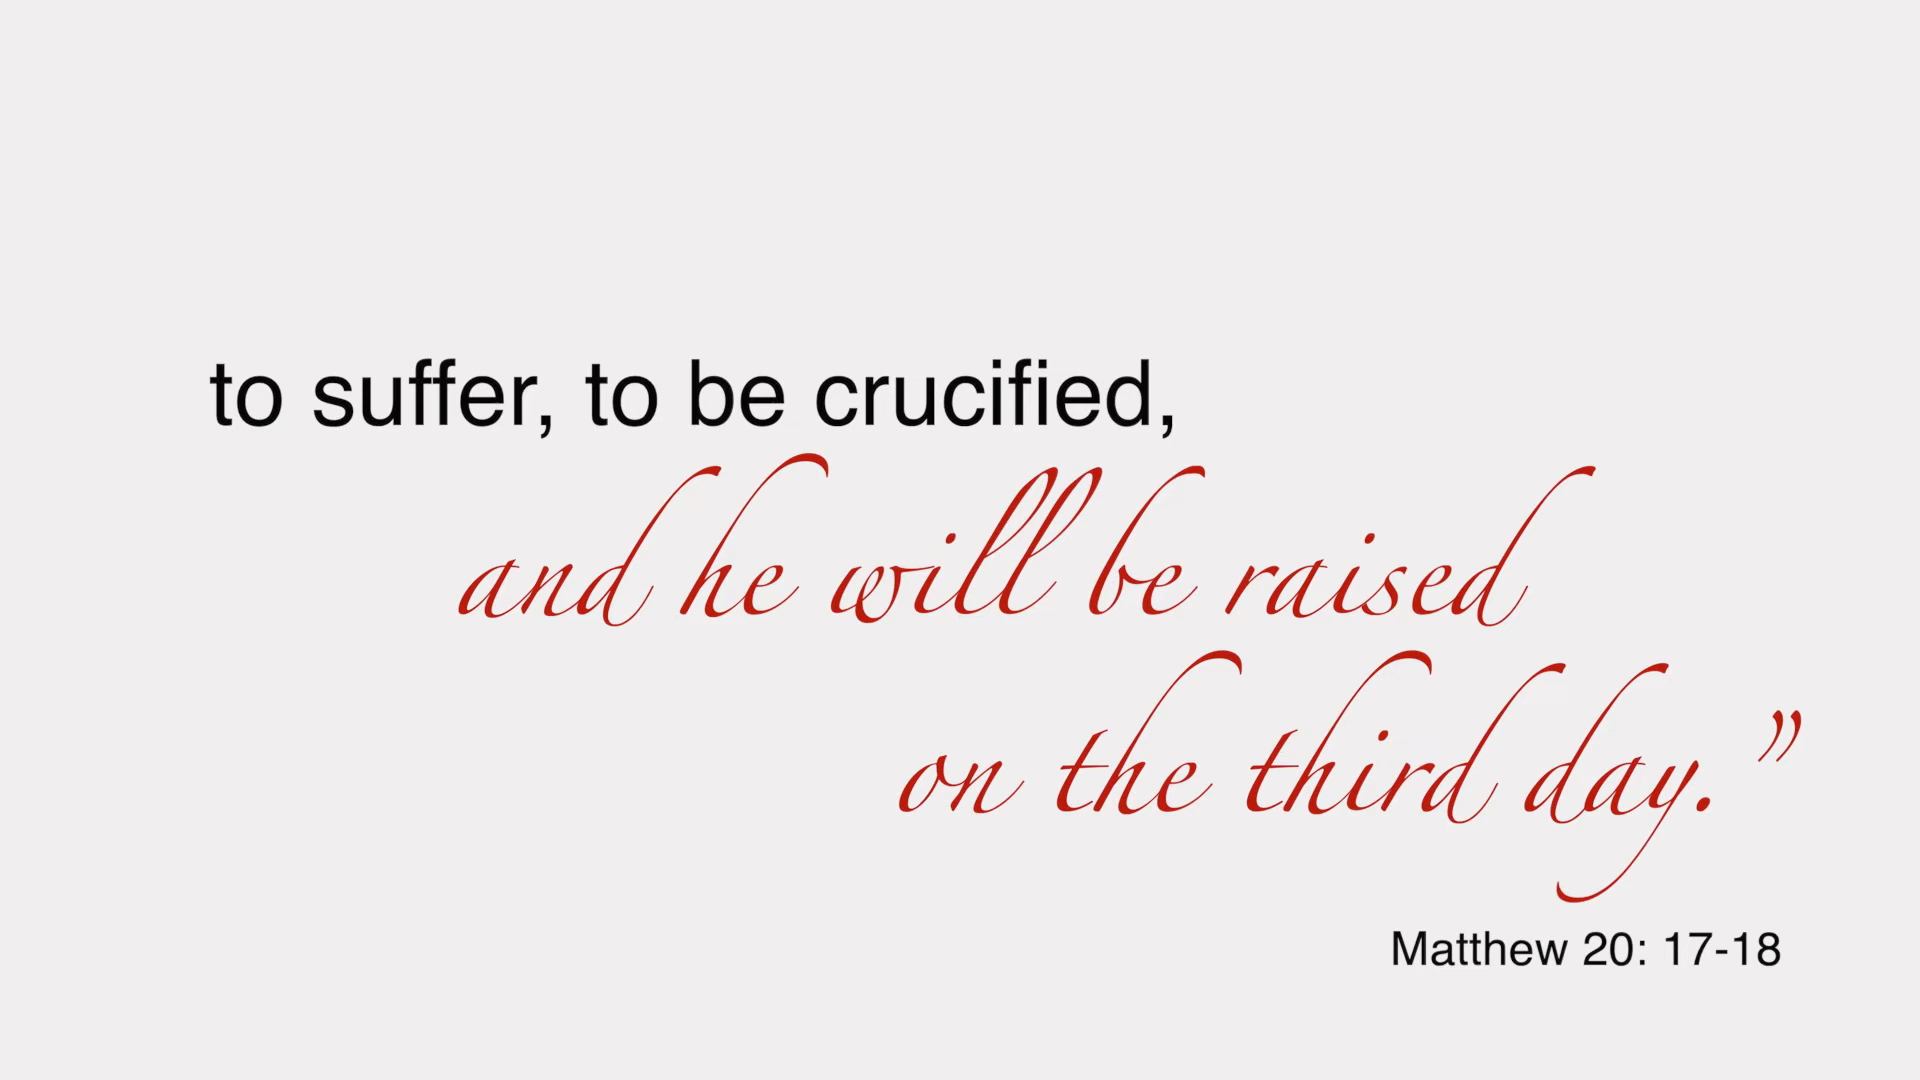 to suffer, to be crucified,
and he will be raised
on the third day.”
Matthew 20: 17-18